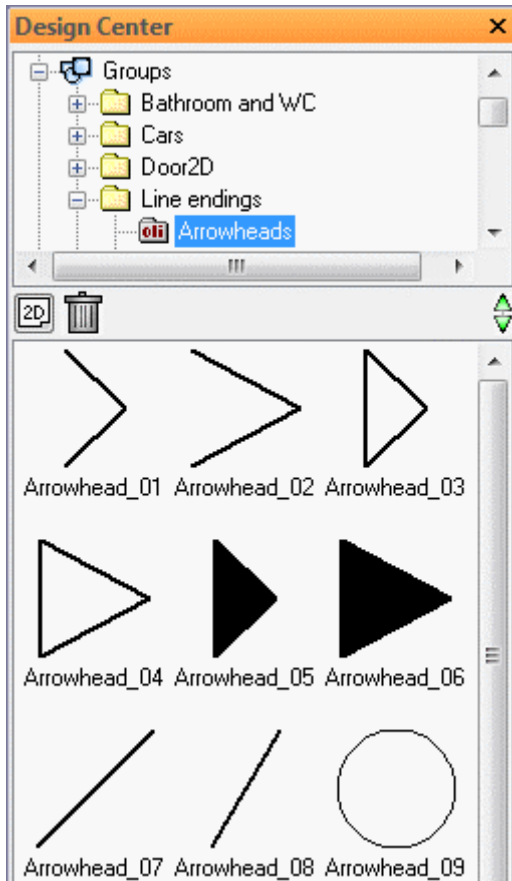 Design Center
Groups
Bathroom and WC
Cars
Door2D
Line endings
oli Arrowheads
2D
Arrowhead_01 Arrowhead_02 Arrowhead_03
Arrowhead_04 Arrowhead_05 Arrowhead_06
Arrowhead_07 Arrowhead_08 Arrowhead_09